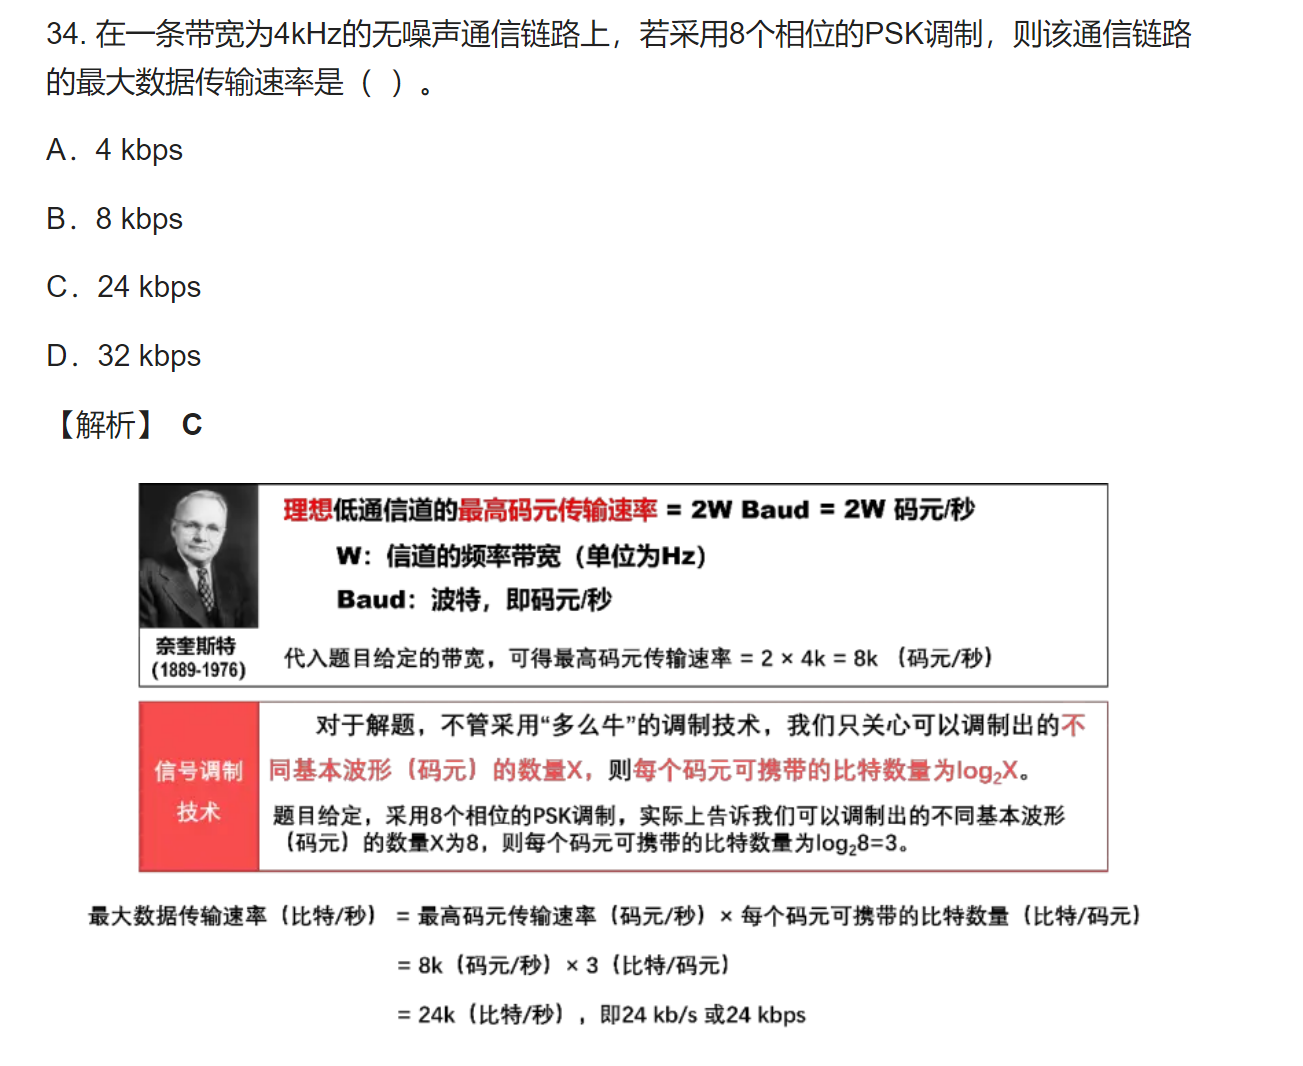 34. 在一条带宽为4kHz的无噪声通信链路上，若采用8个相位的PSK调制，则该通信链路
的最大数据传输速率是（ ）。
A．4 kbps
B．8 kbps
C．24 kbps
D．32 kbps
【解析】 C
理想低通信道的最高码元传输速率 = 2W Baud = 2W 码元/秒
W：信道的频率带宽（单位为Hz）
Baud：波特，即码元/秒
奈奎斯特
(1889-1976)
代入题目给定的带宽，可得最高码元传输速率 = 2 × 4k = 8k （码元/秒）
信号调制
技术
对于解题，不管采用“多么牛”的调制技术，我们只关心可以调制出的不
同基本波形（码元）的数量X，则每个码元可携带的比特数量为log₂X。
题目给定，采用8个相位的PSK调制，实际上告诉我们可以调制出的不同基本波形
（码元）的数量X为8，则每个码元可携带的比特数量为log₂8=3。
最大数据传输速率（比特/秒） = 最高码元传输速率（码元/秒）× 每个码元可携带的比特数量（比特/码元）
= 8k（码元/秒）× 3（比特/码元）
= 24k（比特/秒），即24 kb/s 或24 kbps